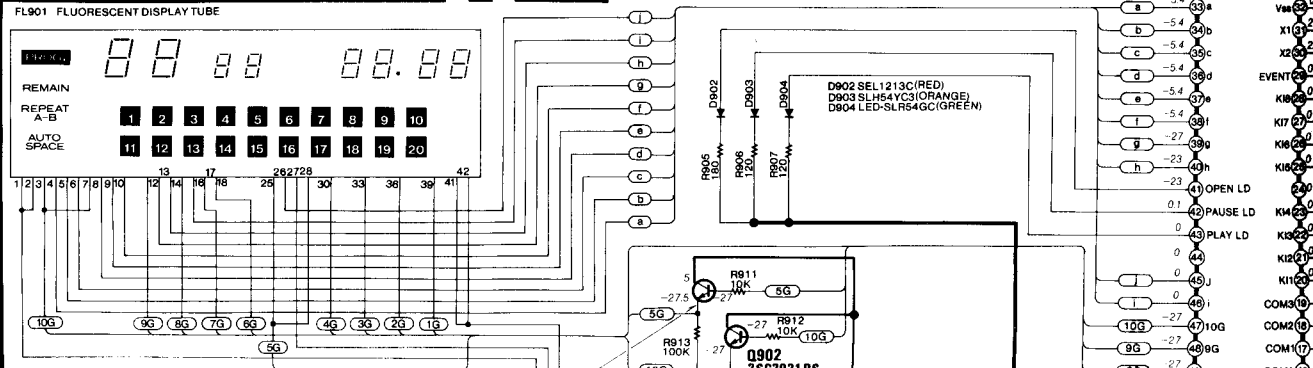 FL901 FLUORESCENT DISPLAY TUBE
PROG.
REMAIN
REPEAT
A-B
AUTO
SPACE
88 88 88.88
1 2 3 4 5 6 7 8 9 10
11 12 13 14 15 16 17 18 19 20
13 17 262728 42
1 2 3 4 5 6 7 8 9 10 12 14 16 18 25 30 33 36 39 41
10G 9G 8G 7G 6G 4G 3G 2G 1G
5G
j
i
h
g
f
e
d
c
b
a
D902
D903
D904
D902 SEL1213C(RED)
D903 SLH54YC3(ORANGE)
D904 LED-SLR54GC(GREEN)
R905
180
R906
120
R907
120
R911
10K
5G
5
-27.5
-27
5G
R912
10K
10G
-27
-27
R913
100K
Q902
a 33 a
b -5.4 34 b
c -5.4 35 c
d -5.4 36 d
e -5.4 37 e
f -5.4 38 f
g -27 39 g
h -23 40 h
-23 41 OPEN LD
0.1 42 PAUSE LD
0 43 PLAY LD
0 44
j 0 45 J
i 0 46 i
10G -27 47 10G
9G -27 48 9G
-27
Vss 32
X1 31
X2 30
EVENT 29
KI8 28
KI7 27
KI6 26
KI5 25
24
KI4 23
KI3 22
KI2 21
KI1 20
COM3 19
COM2 18
COM1 17